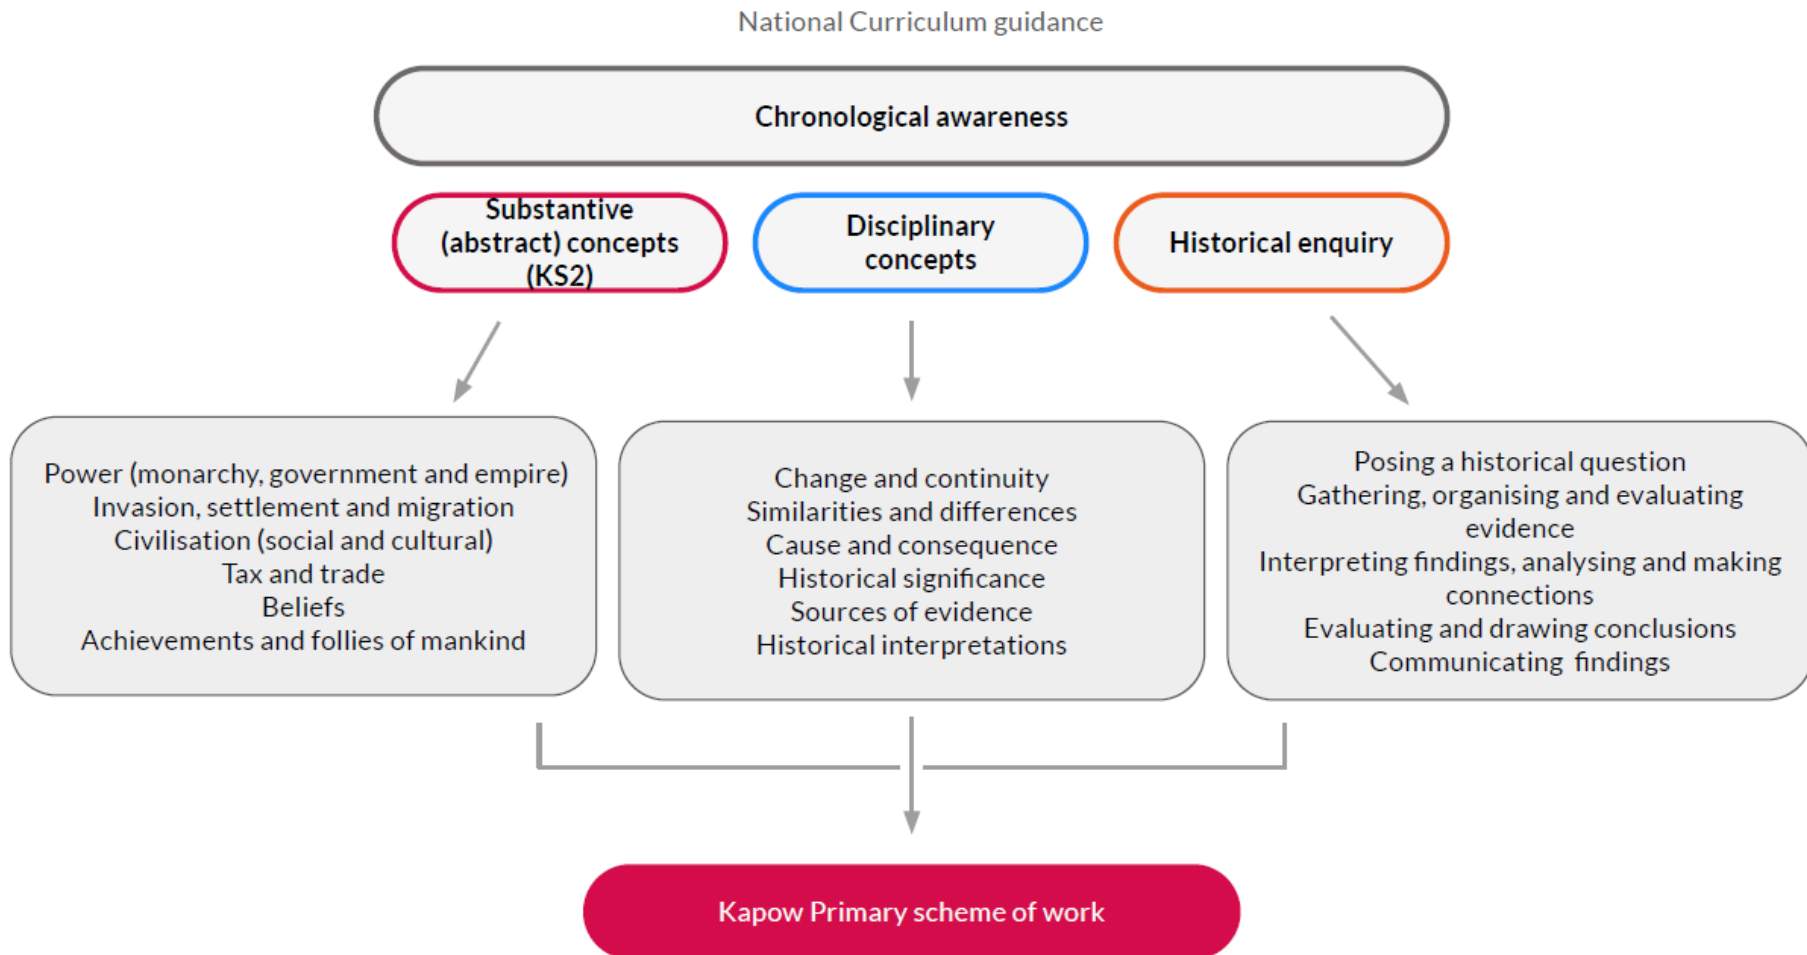 National Curriculum guidance
Chronological awareness
Substantive
(abstract) concepts
(KS2)
Disciplinary
concepts
Historical enquiry
Power (monarchy, government and empire)
Invasion, settlement and migration
Civilisation (social and cultural)
Tax and trade
Beliefs
Achievements and follies of mankind
Change and continuity
Similarities and differences
Cause and consequence
Historical significance
Sources of evidence
Historical interpretations
Posing a historical question
Gathering, organising and evaluating
evidence
Interpreting findings, analysing and making
connections
Evaluating and drawing conclusions
Communicating findings
Kapow Primary scheme of work